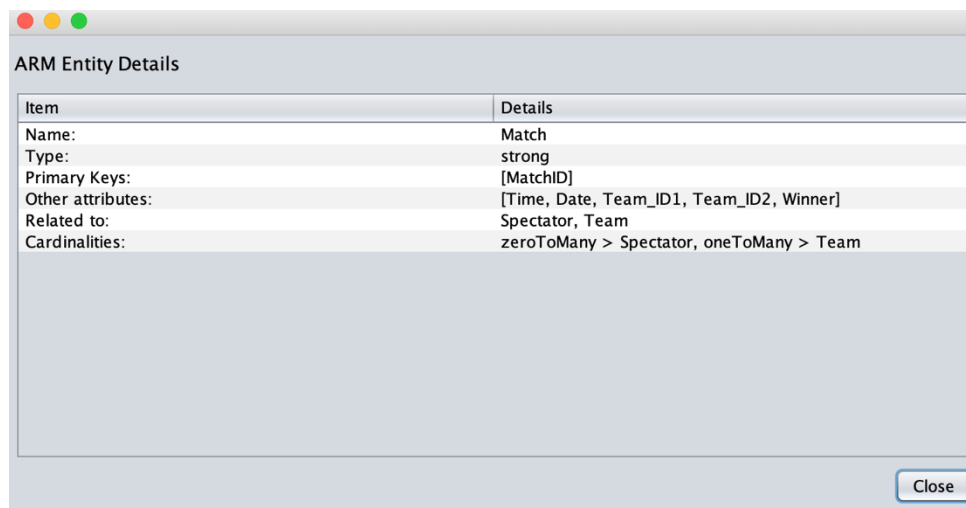 ARM Entity Details
Item Details
Name: Match
Type: strong
Primary Keys: [MatchID]
Other attributes: [Time, Date, Team_ID1, Team_ID2, Winner]
Related to: Spectator, Team
Cardinalities: zeroToMany > Spectator, oneToMany > Team
Close